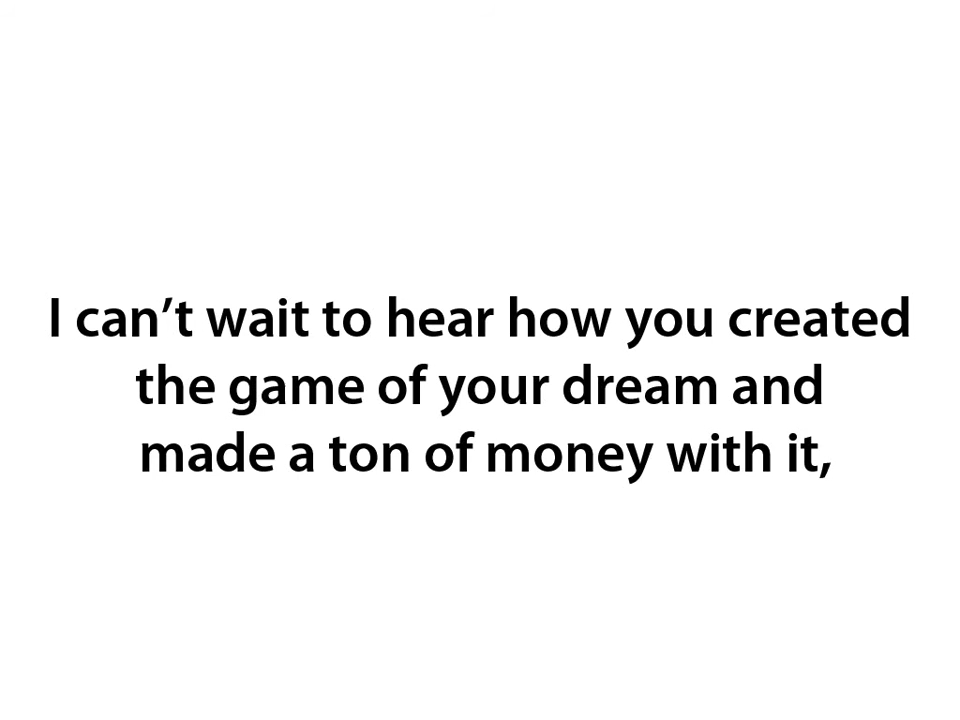 I can’t wait to hear how you created
the game of your dream and
made a ton of money with it,